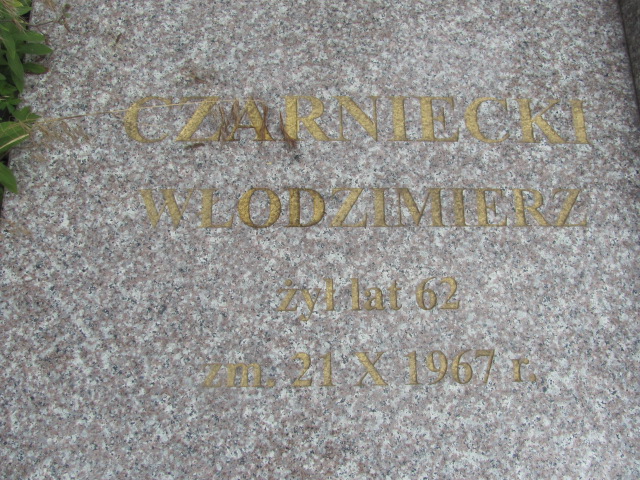 CZARNIECKI
WŁODZIMIERZ
żył lat 62
zm. 21 X 1967 r.